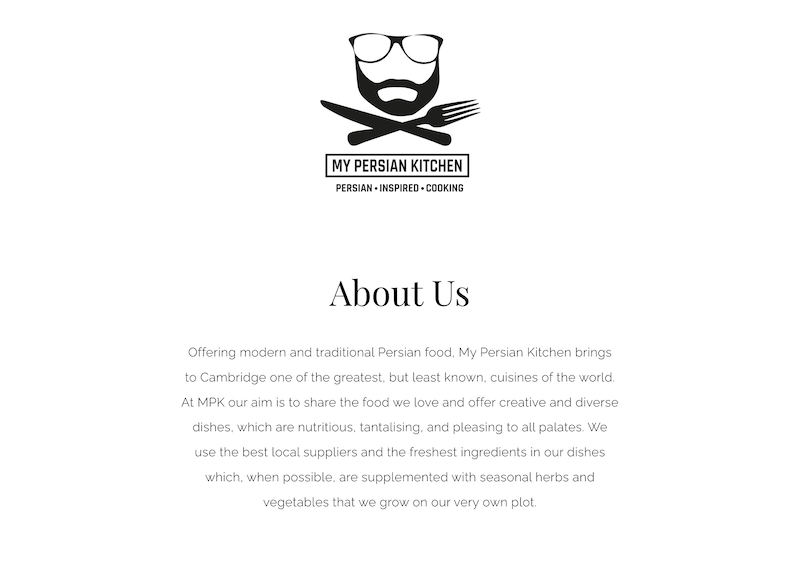 MY PERSIAN KITCHEN
PERSIAN • INSPIRED • COOKING
About Us
Offering modern and traditional Persian food, My Persian Kitchen brings
to Cambridge one of the greatest, but least known, cuisines of the world.
At MPK our aim is to share the food we love and offer creative and diverse
dishes, which are nutritious, tantalising, and pleasing to all palates. We
use the best local suppliers and the freshest ingredients in our dishes
which, when possible, are supplemented with seasonal herbs and
vegetables that we grow on our very own plot.